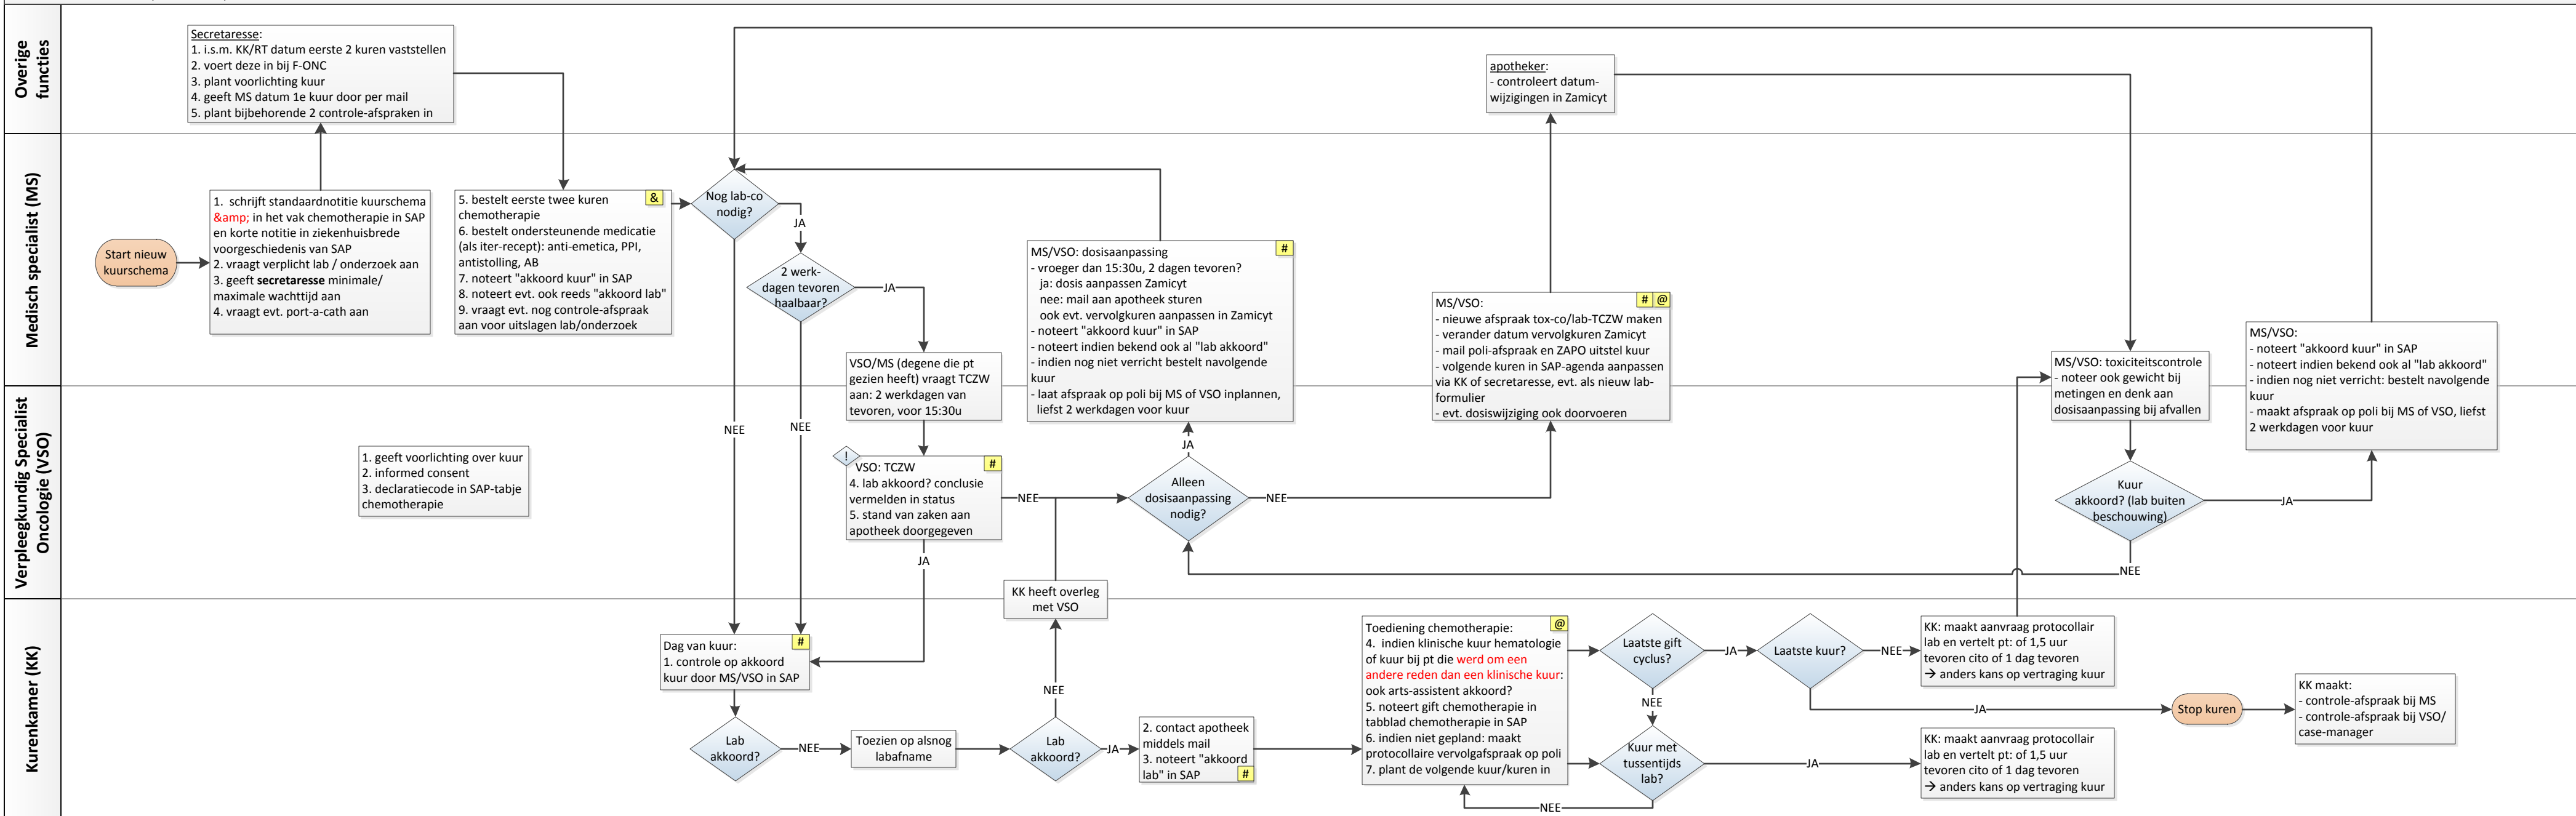 Overige
functies
Secretaresse:
1. i.s.m. KK/RT datum eerste 2 kuren vaststellen
2. voert deze in bij F-ONC
3. plant voorlichting kuur
4. geeft MS datum 1e kuur door per mail
5. plant bijbehorende 2 controle-afspraken in
apotheker:
- controleert datum-
wijzigingen in Zamicyt
Medisch specialist (MS)
Start nieuw
kuurschema
1.  schrijft standaardnotitie kuurschema
&amp; in het vak chemotherapie in SAP
en korte notitie in ziekenhuisbrede
voorgeschiedenis van SAP
2. vraagt verplicht lab / onderzoek aan
3. geeft secretaresse minimale/
maximale wachttijd aan
4. vraagt evt. port-a-cath aan
&
5. bestelt eerste twee kuren
chemotherapie
6. bestelt ondersteunende medicatie
(als iter-recept): anti-emetica, PPI,
antistolling, AB
7. noteert "akkoord kuur" in SAP
8. noteert evt. ook reeds "akkoord lab"
9. vraagt evt. nog controle-afspraak
aan voor uitslagen lab/onderzoek
Nog lab-co
nodig?
JA
NEE
2 werk-
dagen tevoren
haalbaar?
JA
NEE
VSO/MS (degene die pt
gezien heeft) vraagt TCZW
aan: 2 werkdagen van
tevoren, voor 15:30u
#
MS/VSO: dosisaanpassing
- vroeger dan 15:30u, 2 dagen tevoren?
ja: dosis aanpassen Zamicyt
nee: mail aan apotheek sturen
ook evt. vervolgkuren aanpassen in Zamicyt
- noteert "akkoord kuur" in SAP
- noteert indien bekend ook al "lab akkoord"
- indien nog niet verricht bestelt navolgende
kuur
- laat afspraak op poli bij MS of VSO inplannen,
liefst 2 werkdagen voor kuur
# @
MS/VSO:
- nieuwe afspraak tox-co/lab-TCZW maken
- verander datum vervolgkuren Zamicyt
- mail poli-afspraak en ZAPO uitstel kuur
- volgende kuren in SAP-agenda aanpassen
via KK of secretaresse, evt. als nieuw lab-
formulier
- evt. dosiswijziging ook doorvoeren
MS/VSO: toxiciteitscontrole
- noteer ook gewicht bij
metingen en denk aan
dosisaanpassing bij afvallen
MS/VSO:
- noteert "akkoord kuur" in SAP
- noteert indien bekend ook al "lab akkoord"
- indien nog niet verricht: bestelt navolgende
kuur
- maakt afspraak op poli bij MS of VSO, liefst
2 werkdagen voor kuur
Verpleegkundig Specialist
Oncologie (VSO)
1. geeft voorlichting over kuur
2. informed consent
3. declaratiecode in SAP-tabje
chemotherapie
!
#
VSO: TCZW
4. lab akkoord? conclusie
vermelden in status
5. stand van zaken aan
apotheek doorgegeven
NEE
JA
Alleen
dosisaanpassing
nodig?
JA
NEE
Kuur
akkoord? (lab buiten
beschouwing)
JA
NEE
KK heeft overleg
met VSO
Kurenkamer (KK)
#
Dag van kuur:
1. controle op akkoord
kuur door MS/VSO in SAP
Lab
akkoord?
NEE
Toezien op alsnog
labafname
Lab
akkoord?
NEE
JA
2. contact apotheek
middels mail
3. noteert "akkoord
lab" in SAP
#
@
Toediening chemotherapie:
4.  indien klinische kuur hematologie
of kuur bij pt die werd om een
andere reden dan een klinische kuur:
ook arts-assistent akkoord?
5. noteert gift chemotherapie in
tabblad chemotherapie in SAP
6. indien niet gepland: maakt
protocollaire vervolgafspraak op poli
7. plant de volgende kuur/kuren in
Laatste gift
cyclus?
JA
NEE
Laatste kuur?
NEE
JA
KK: maakt aanvraag protocollair
lab en vertelt pt: of 1,5 uur
tevoren cito of 1 dag tevoren
→ anders kans op vertraging kuur
Stop kuren
KK maakt:
- controle-afspraak bij MS
- controle-afspraak bij VSO/
case-manager
Kuur met
tussentijds
lab?
JA
NEE
KK: maakt aanvraag protocollair
lab en vertelt pt: of 1,5 uur
tevoren cito of 1 dag tevoren
→ anders kans op vertraging kuur